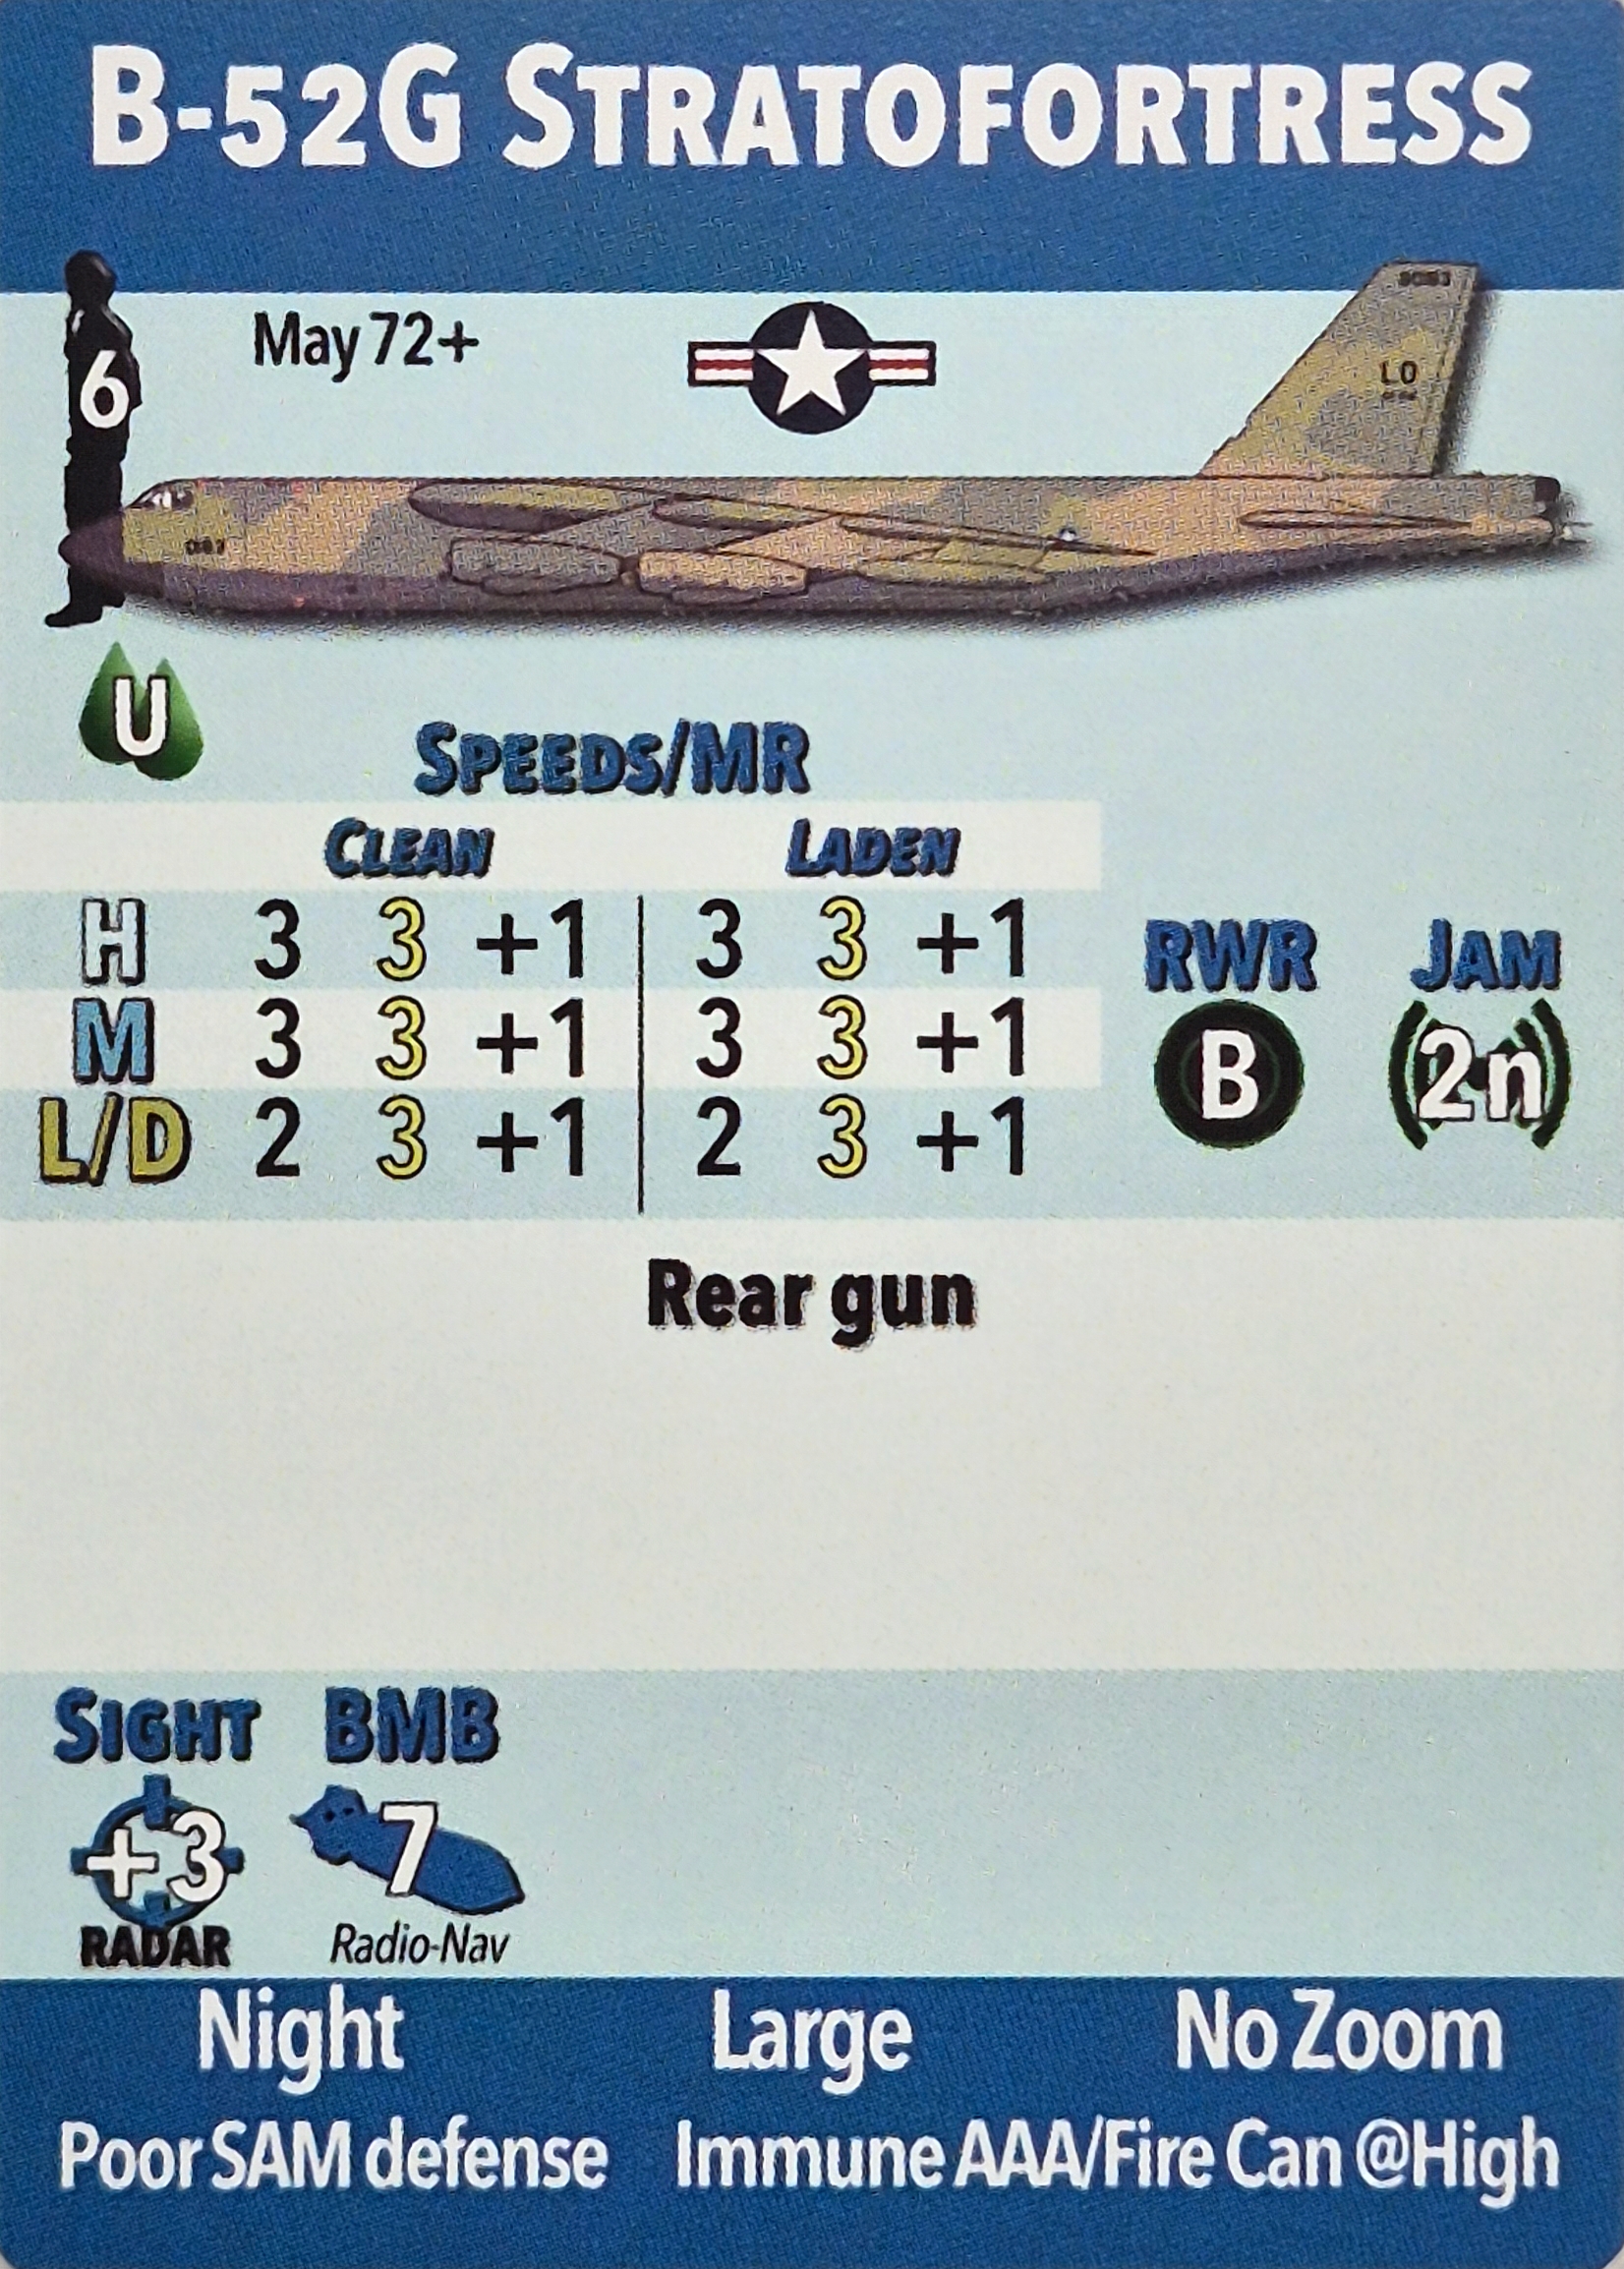 B-52G STRATOFORTRESS
6
May 72+
LO
U
SPEEDS/MR
CLEAN LADEN
H 3 3 +1 3 3 +1
M 3 3 +1 3 3 +1
L/D 2 3 +1 2 3 +1
RWR JAM
B (2n)
Rear gun
SIGHT BMB
+3 7
RADAR Radio-Nav
Night Large No Zoom
Poor SAM defense Immune AAA/Fire Can @High